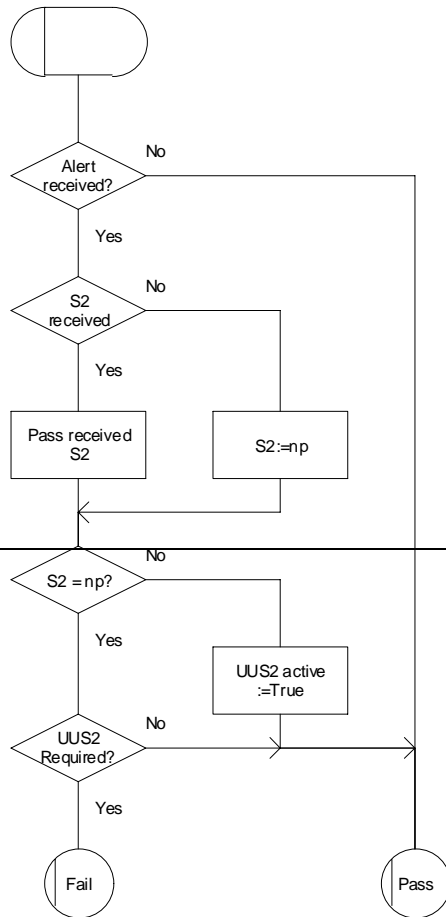 No
Alert
received?
Yes
No
S2
received
Yes
Pass received
S2
S2:=np
No
S2 = np?
Yes
UUS2 active
:=True
No
UUS2
Required?
Yes
Fail
Pass